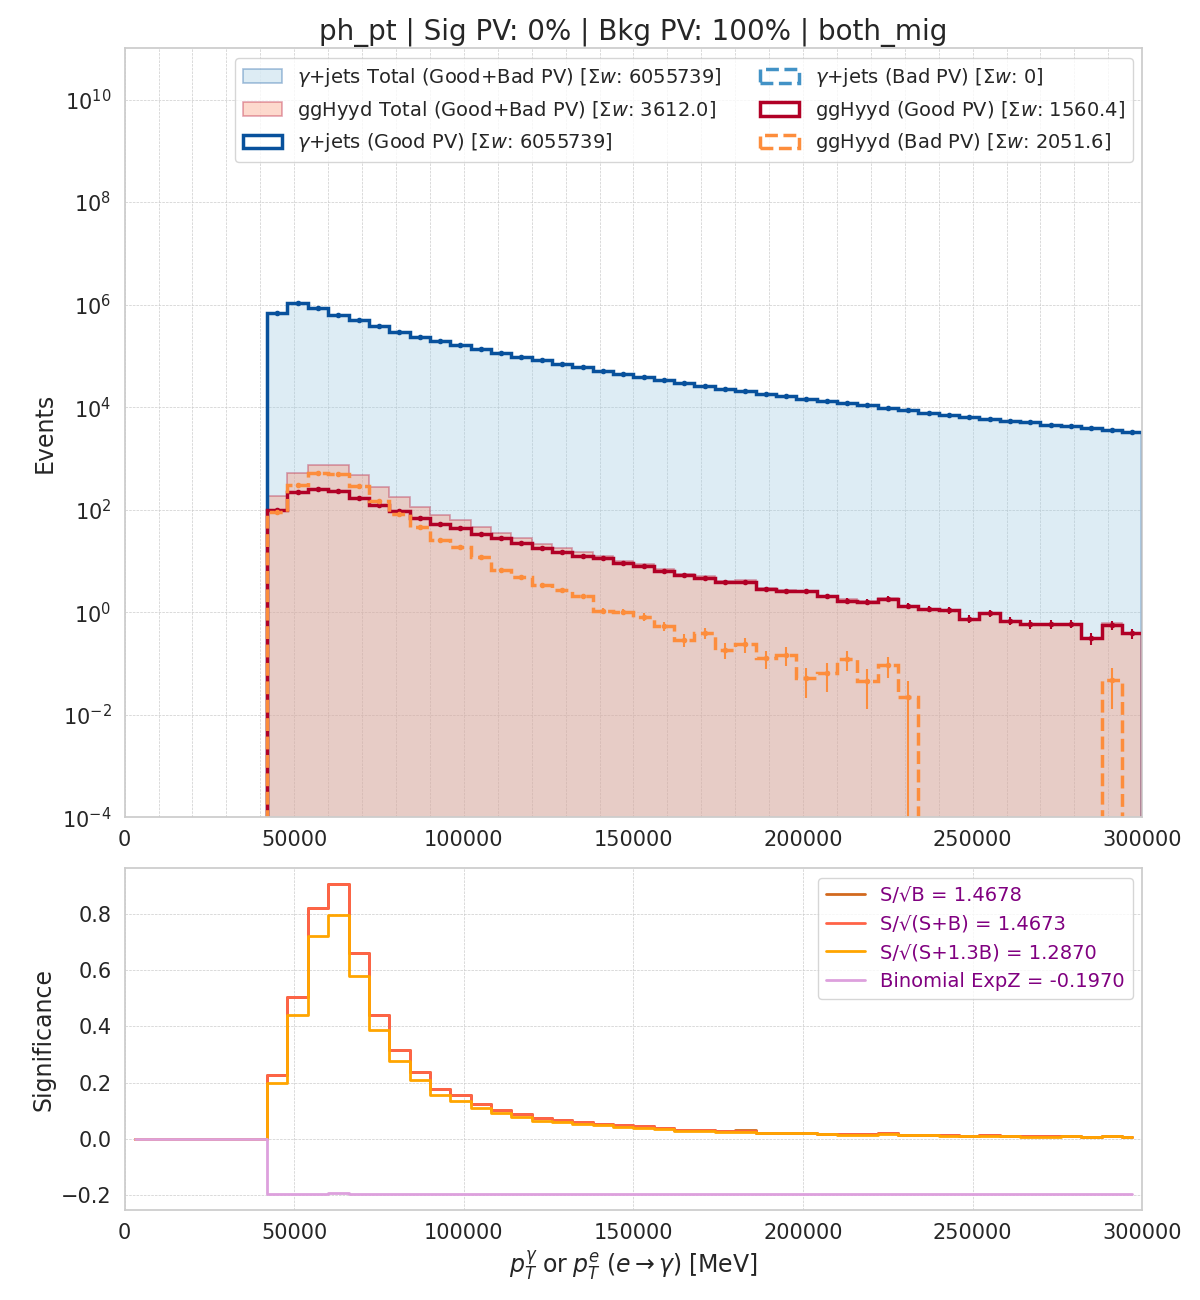 ph_pt | Sig PV: 0% | Bkg PV: 100% | both_mig
γ+jets Total (Good+Bad PV) [Σw: 6055739]
ggHyyd Total (Good+Bad PV) [Σw: 3612.0]
γ+jets (Good PV) [Σw: 6055739]
γ+jets (Bad PV) [Σw: 0]
ggHyyd (Good PV) [Σw: 1560.4]
ggHyyd (Bad PV) [Σw: 2051.6]
Events
10^10
10^8
10^6
10^4
10^2
10^0
10^−2
10^−4
0 50000 100000 150000 200000 250000 300000
S/√B = 1.4678
S/√(S+B) = 1.4673
S/√(S+1.3B) = 1.2870
Binomial ExpZ = -0.1970
Significance
0.8
0.6
0.4
0.2
0.0
−0.2
0 50000 100000 150000 200000 250000 300000
p_T^γ or p_T^e (e→γ) [MeV]